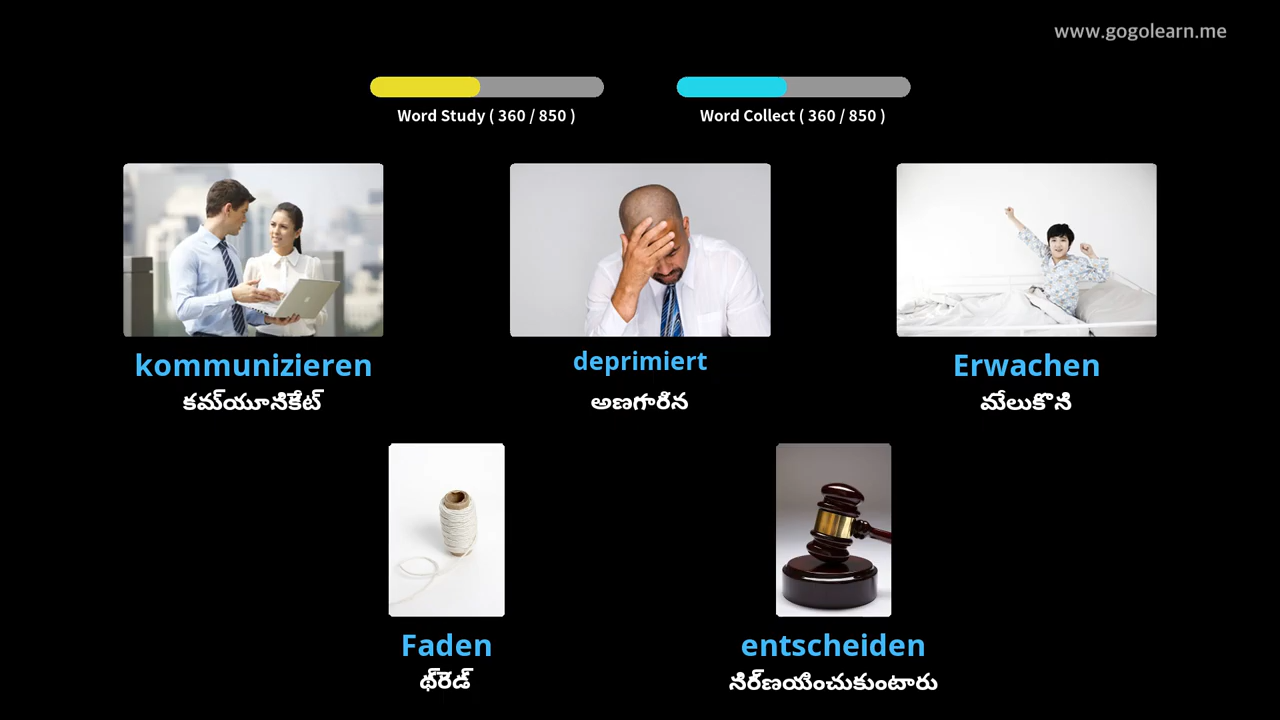 www.gogolearn.me
Word Study ( 360 / 850 )
Word Collect ( 360 / 850 )
kommunizieren
కమ్యూనికేట్
deprimiert
అణగారిన
Erwachen
మేలుకొని
Faden
థ్రెడ్
entscheiden
నిర్ణయించుకుంటారు